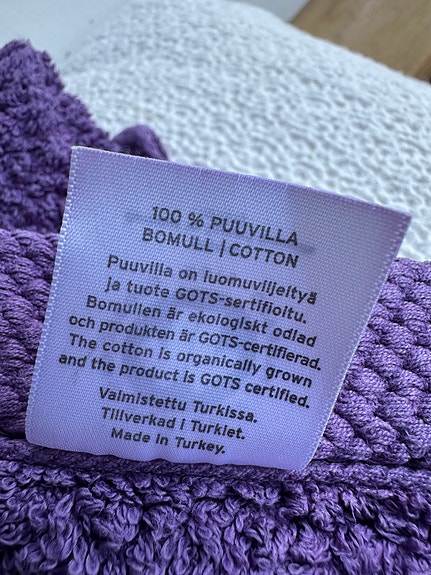 100 % PUUVILLA
BOMULL | COTTON
Puuvilla on luomuviljeltyä
ja tuote GOTS-sertifioitu.
Bomullen är ekologiskt odlad
och produkten är GOTS-certifierad.
The cotton is organically grown
and the product is GOTS certified.
Valmistettu Turkissa.
Tillverkad i Turkiet.
Made in Turkey.